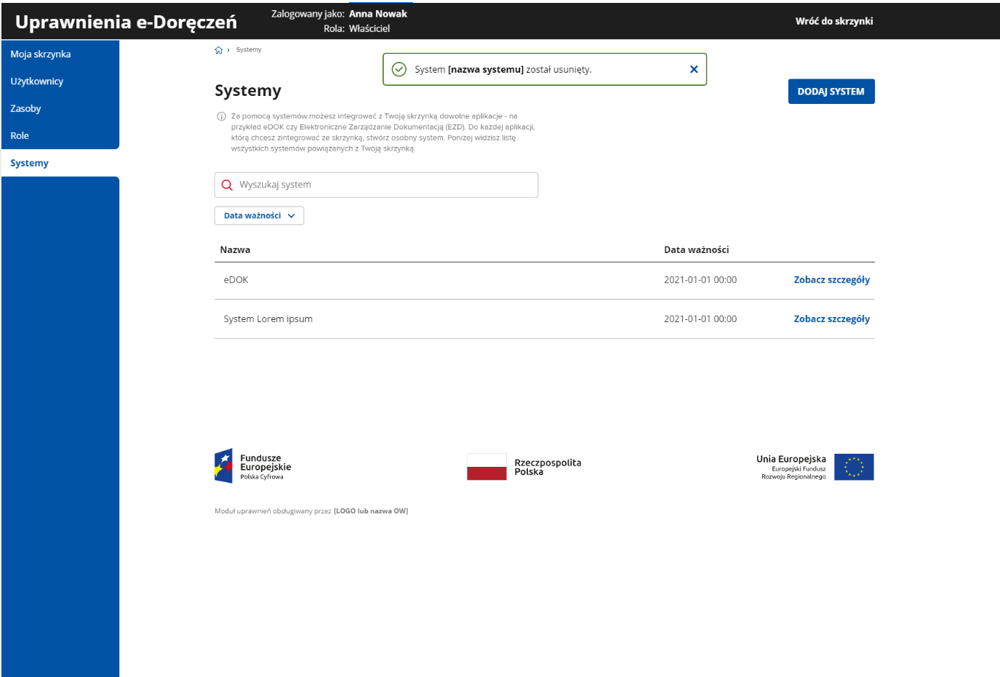 Uprawnienia e-Doręczeń
Zalogowany jako: Anna Nowak
Rola: Właściciel
Wróć do skrzynki
Moja skrzynka
Użytkownicy
Zasoby
Role
Systemy
Systemy
System [nazwa systemu] został usunięty.
Systemy
DODAJ SYSTEM
Za pomocą systemów możesz integrować z Twoją skrzynką dowolne aplikacje - na
przykład eDOK czy Elektroniczne Zarządzanie Dokumentacją (EZD). Do każdej aplikacji,
którą chcesz zintegrować ze skrzynką, stwórz osobny system. Poniżej widzisz listę
wszystkich systemów powiązanych z Twoją skrzynką.
Wyszukaj system
Data ważności
Nazwa Data ważności
eDOK 2021-01-01 00:00 Zobacz szczegóły
System Lorem ipsum 2021-01-01 00:00 Zobacz szczegóły
Fundusze
Europejskie
Polska Cyfrowa
Rzeczpospolita
Polska
Unia Europejska
Europejski Fundusz
Rozwoju Regionalnego
Moduł uprawnień obsługiwany przez [LOGO lub nazwa OW]